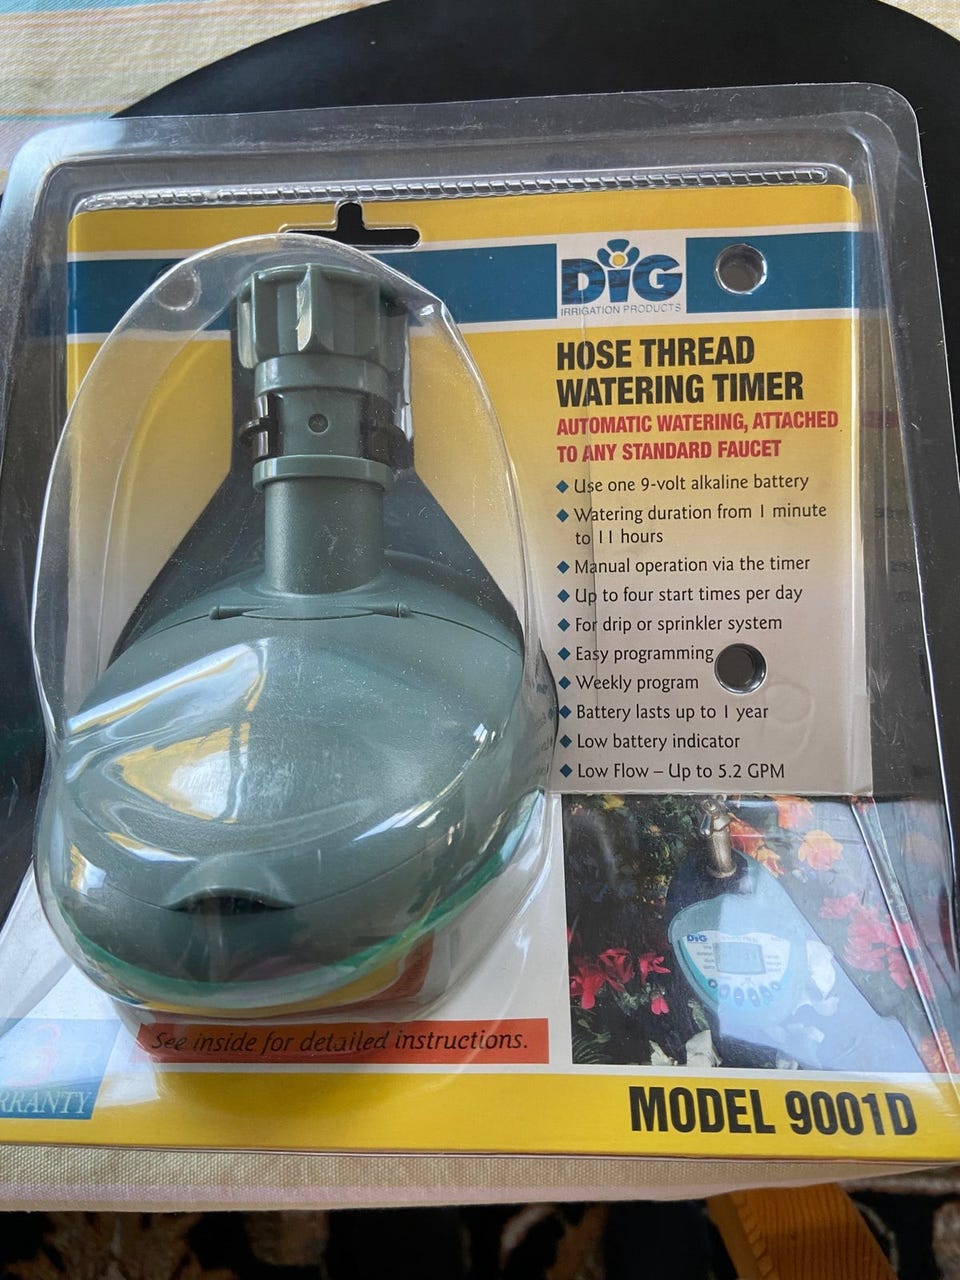 DiG
IRRIGATION PRODUCTS
HOSE THREAD
WATERING TIMER
AUTOMATIC WATERING, ATTACHED
TO ANY STANDARD FAUCET
Use one 9-volt alkaline battery
Watering duration from 1 minute
to 11 hours
Manual operation via the timer
Up to four start times per day
For drip or sprinkler system
Easy programming
Weekly program
Battery lasts up to 1 year
Low battery indicator
Low Flow – Up to 5.2 GPM
DiG
See inside for detailed instructions.
3
RRANTY
MODEL 9001D